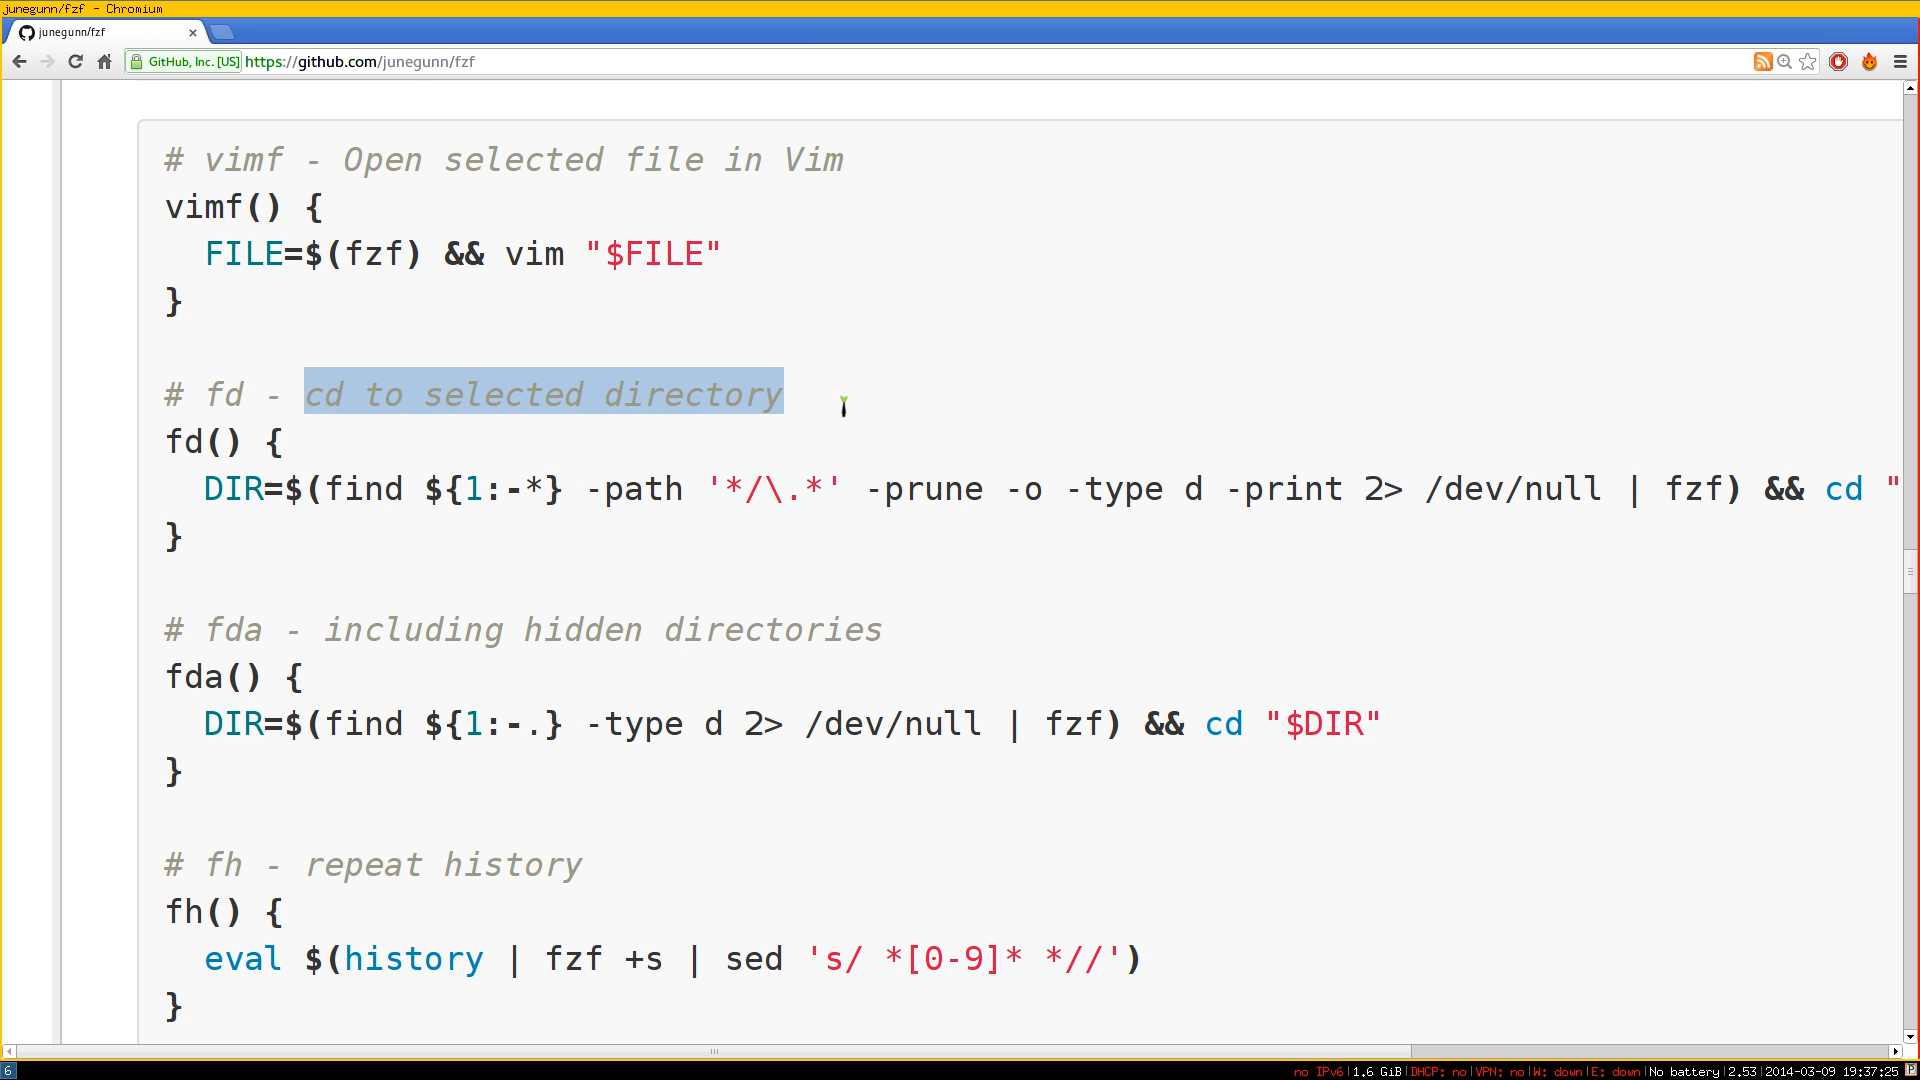 junegunn/fzf - Chromium
junegunn/fzf
GitHub, Inc. [US] https://github.com/junegunn/fzf
# vimf - Open selected file in Vim
vimf() {
  FILE=$(fzf) && vim "$FILE"
}
# fd - cd to selected directory
fd() {
  DIR=$(find ${1:-*} -path '*/\.*' -prune -o -type d -print 2> /dev/null | fzf) && cd "
}
# fda - including hidden directories
fda() {
  DIR=$(find ${1:-.} -type d 2> /dev/null | fzf) && cd "$DIR"
}
# fh - repeat history
fh() {
  eval $(history | fzf +s | sed 's/ *[0-9]* *//')
}
6
no IPv6|1.6 GiB|DHCP: no|VPN: no|W: down|E: down|No battery|2.53|2014-03-09 19:37:25